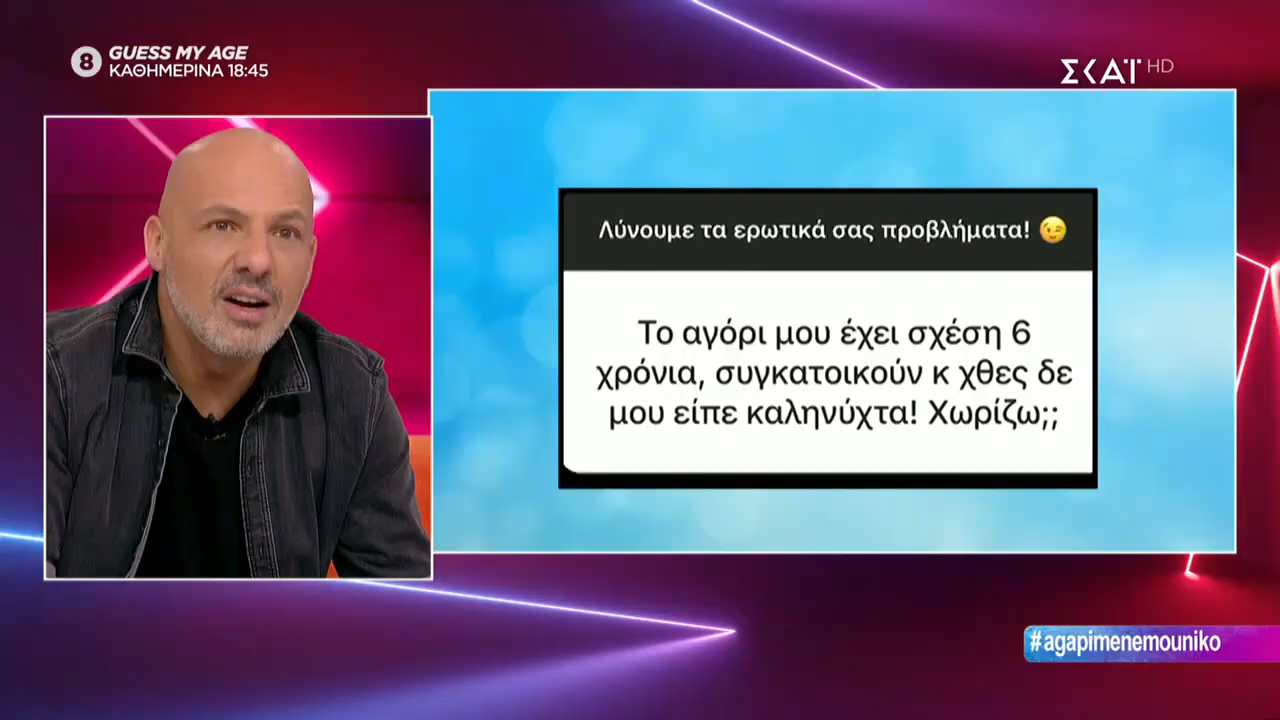 8 GUESS MY AGE
ΚΑΘΗΜΕΡΙΝΑ 18:45
ΣΚΑΪ HD
Λύνουμε τα ερωτικά σας προβλήματα! 😉
Το αγόρι μου έχει σχέση 6
χρόνια, συγκατοικούν κ χθες δε
μου είπε καληνύχτα! Χωρίζω;;
#agapimenemouniko